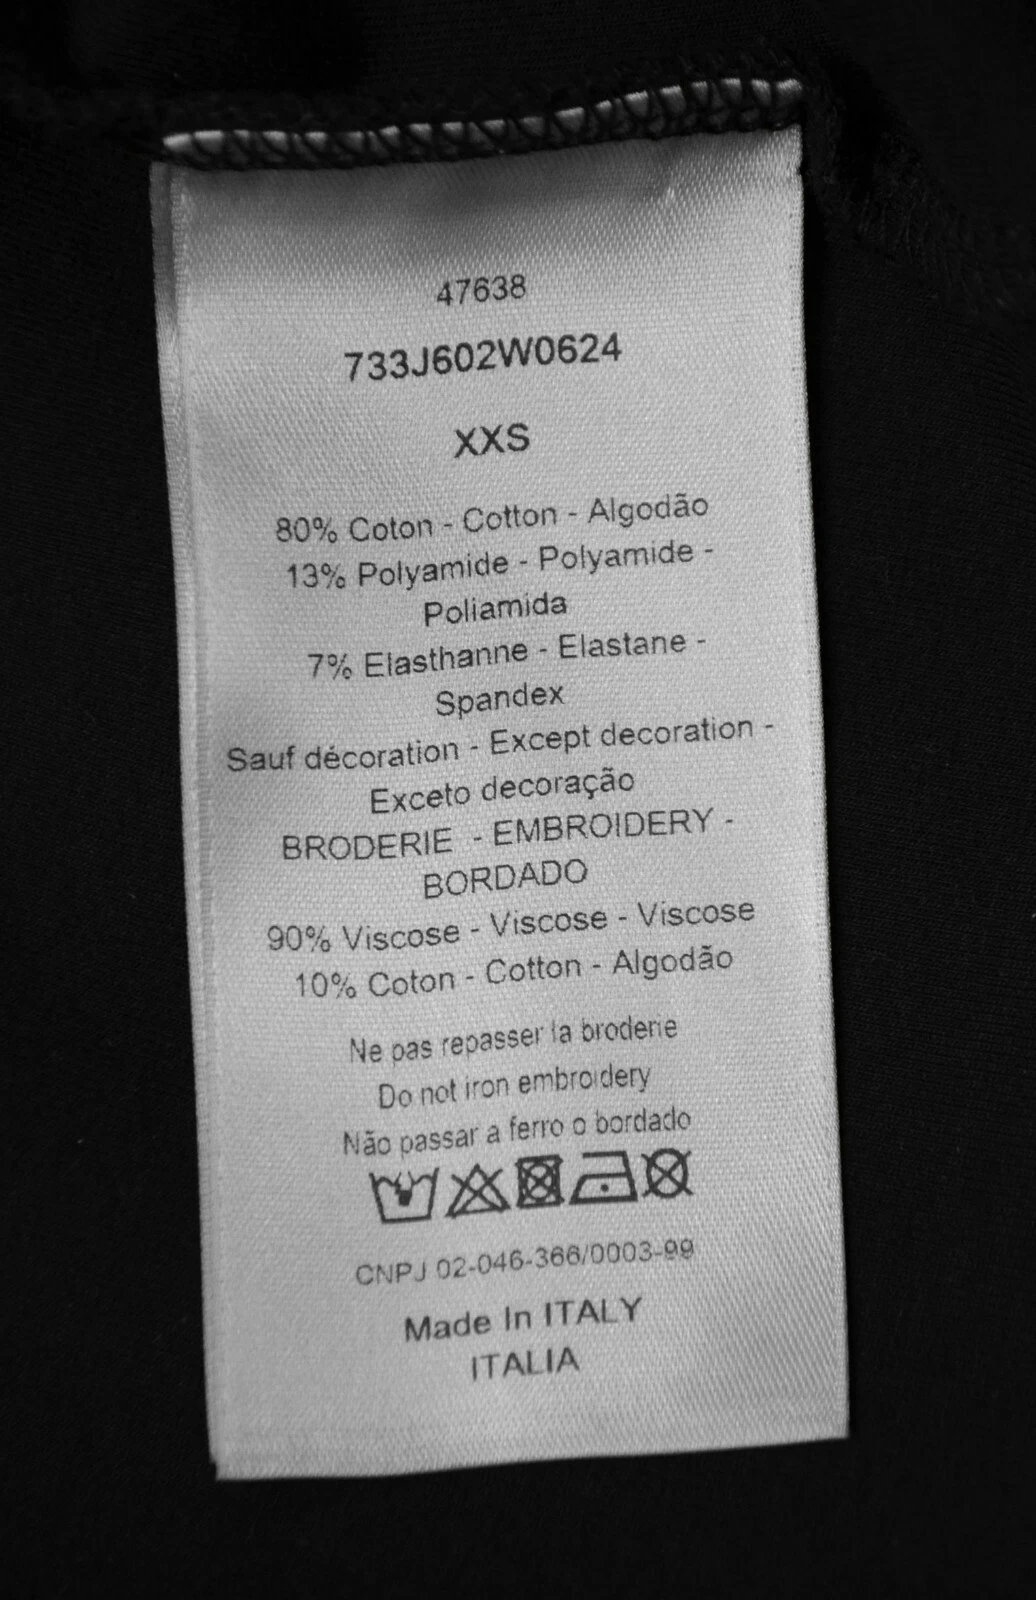 47638
733J602W0624
XXS
80% Coton - Cotton - Algodão
13% Polyamide - Polyamide -
Poliamida
7% Elasthanne - Elastane -
Spandex
Sauf décoration - Except decoration -
Exceto decoração
BRODERIE - EMBROIDERY -
BORDADO
90% Viscose - Viscose - Viscose
10% Coton - Cotton - Algodão
Ne pas repasser la broderie
Do not iron embroidery
Não passar a ferro o bordado
CNPJ 02-046-366/0003-99
Made In ITALY
ITALIA